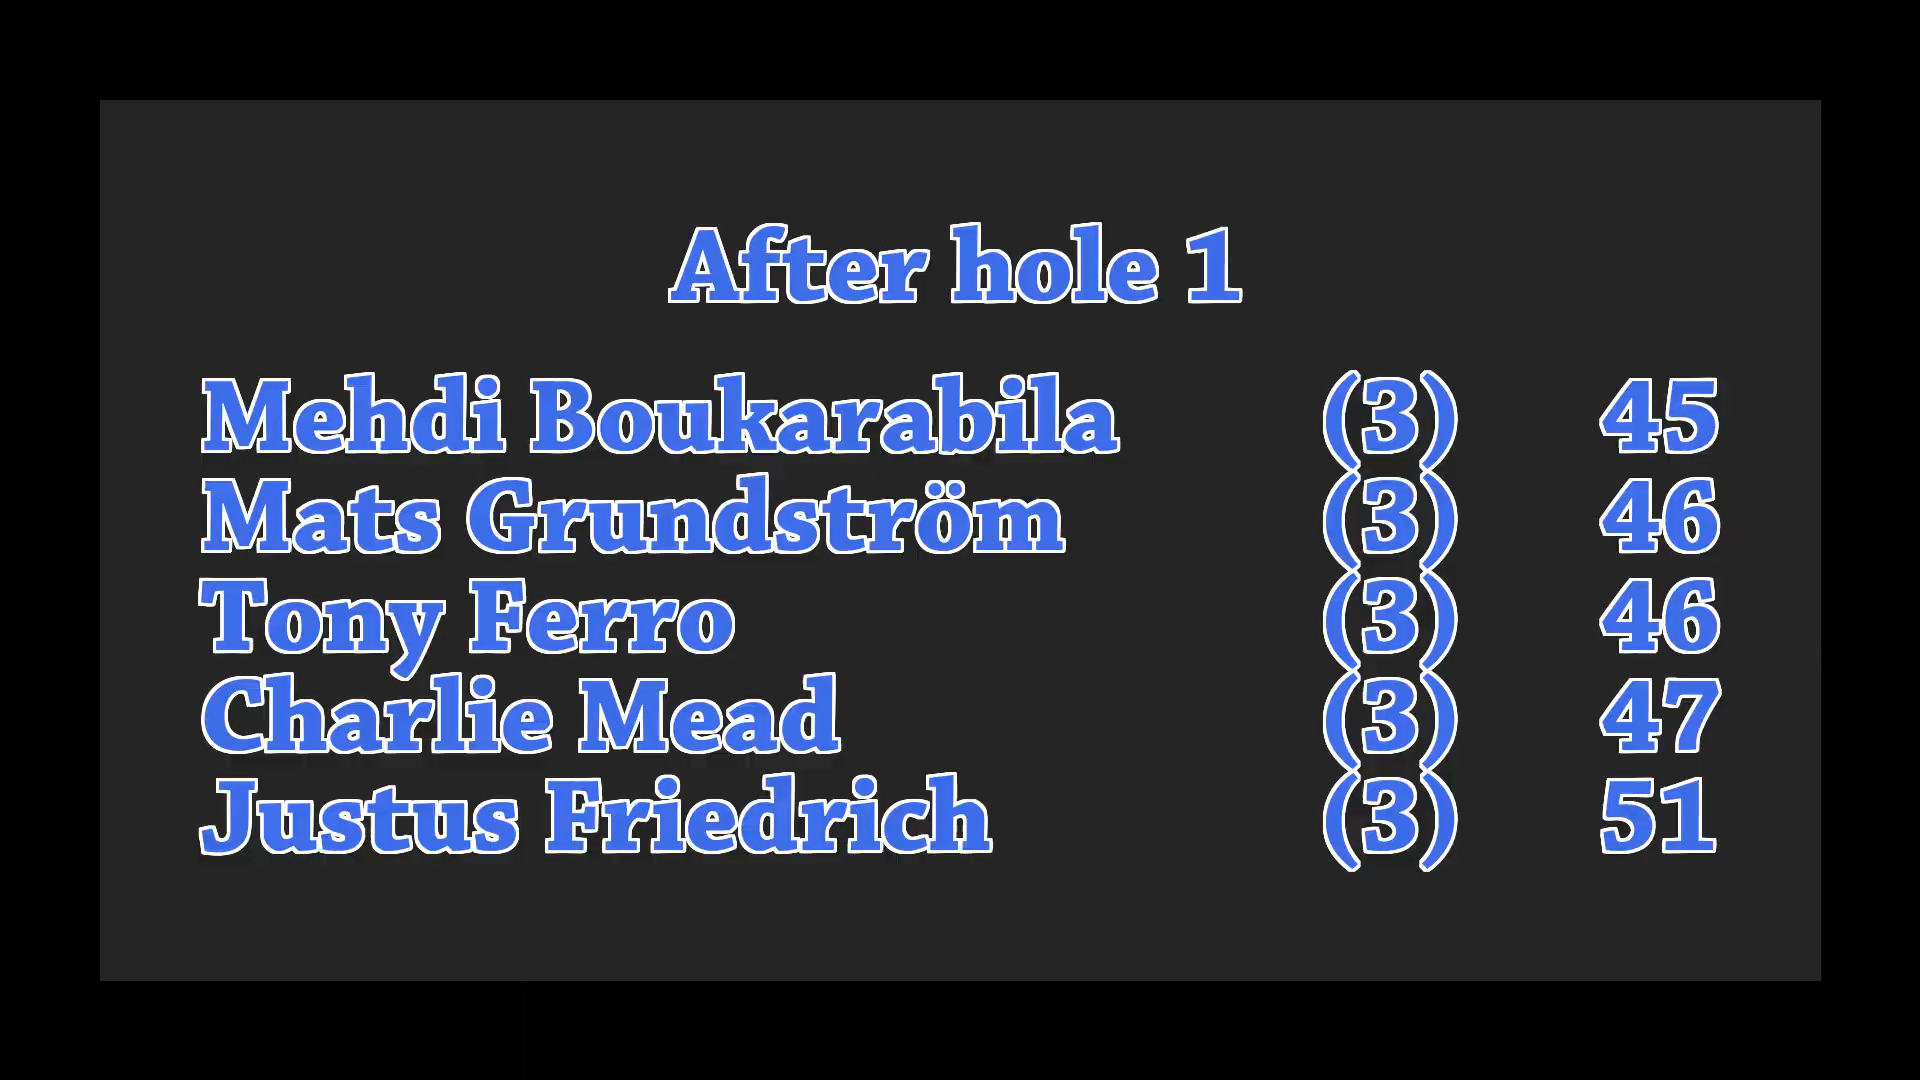 After hole 1
Mehdi Boukarabila (3) 45
Mats Grundström (3) 46
Tony Ferro (3) 46
Charlie Mead (3) 47
Justus Friedrich (3) 51